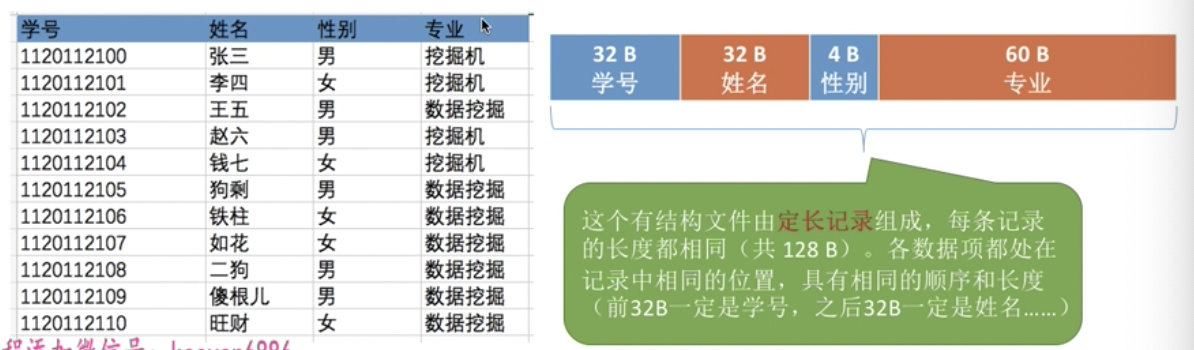 学号 姓名 性别 专业
1120112100 张三 男 挖掘机
1120112101 李四 女 挖掘机
1120112102 王五 男 数据挖掘
1120112103 赵六 男 挖掘机
1120112104 钱七 女 挖掘机
1120112105 狗剩 男 数据挖掘
1120112106 铁柱 女 数据挖掘
1120112107 如花 女 数据挖掘
1120112108 二狗 男 数据挖掘
1120112109 傻根儿 男 数据挖掘
1120112110 旺财 女 数据挖掘
32 B 32 B 4 B 60 B
学号 姓名 性别 专业
这个有结构文件由定长记录组成，每条记录
的长度都相同（共 128 B）。各数据项都处在
记录中相同的位置，具有相同的顺序和长度
（前32B一定是学号，之后32B一定是姓名……）